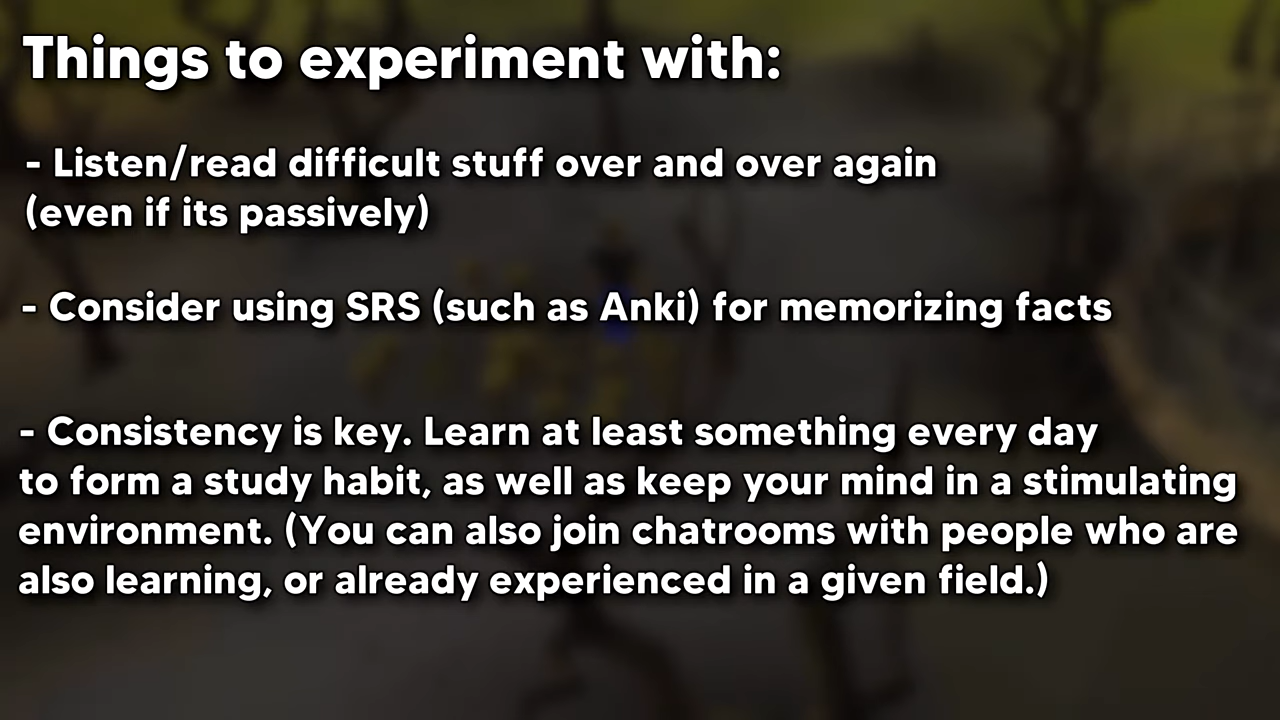 Things to experiment with:
- Listen/read difficult stuff over and over again
(even if its passively)
- Consider using SRS (such as Anki) for memorizing facts
- Consistency is key. Learn at least something every day
to form a study habit, as well as keep your mind in a stimulating
environment. (You can also join chatrooms with people who are
also learning, or already experienced in a given field.)